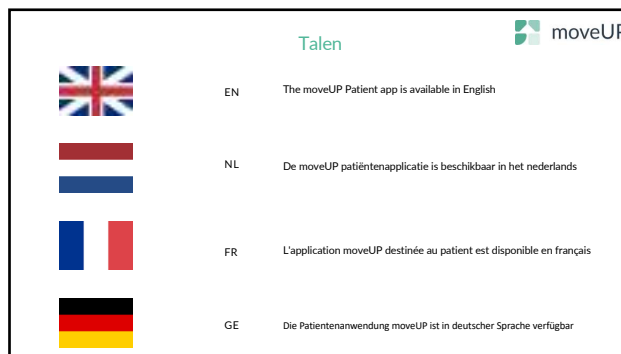 Talen
moveUP
EN The moveUP Patient app is available in English
NL De moveUP patiëntenapplicatie is beschikbaar in het nederlands
FR L'application moveUP destinée au patient est disponible en français
GE Die Patientenanwendung moveUP ist in deutscher Sprache verfügbar